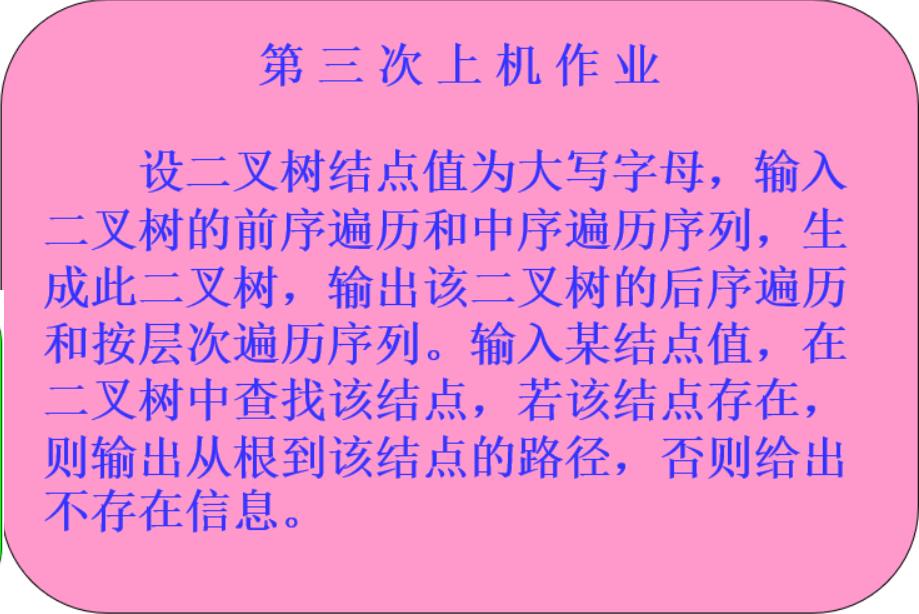 第三次上机作业
设二叉树结点值为大写字母，输入
二叉树的前序遍历和中序遍历序列，生
成此二叉树，输出该二叉树的后序遍历
和按层次遍历序列。输入某结点值，在
二叉树中查找该结点，若该结点存在，
则输出从根到该结点的路径，否则给出
不存在信息。